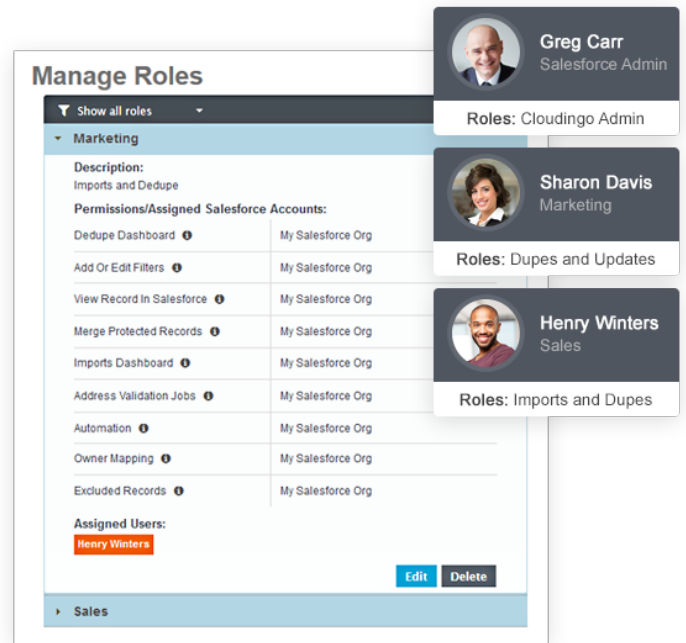 Manage Roles
Show all roles
Marketing
Description:
Imports and Dedupe
Permissions/Assigned Salesforce Accounts:
Dedupe Dashboard My Salesforce Org
Add Or Edit Filters My Salesforce Org
View Record In Salesforce My Salesforce Org
Merge Protected Records My Salesforce Org
Imports Dashboard My Salesforce Org
Address Validation Jobs My Salesforce Org
Automation My Salesforce Org
Owner Mapping My Salesforce Org
Excluded Records My Salesforce Org
Assigned Users:
Henry Winters
Edit Delete
Sales
Greg Carr
Salesforce Admin
Roles: Cloudingo Admin
Sharon Davis
Marketing
Roles: Dupes and Updates
Henry Winters
Sales
Roles: Imports and Dupes